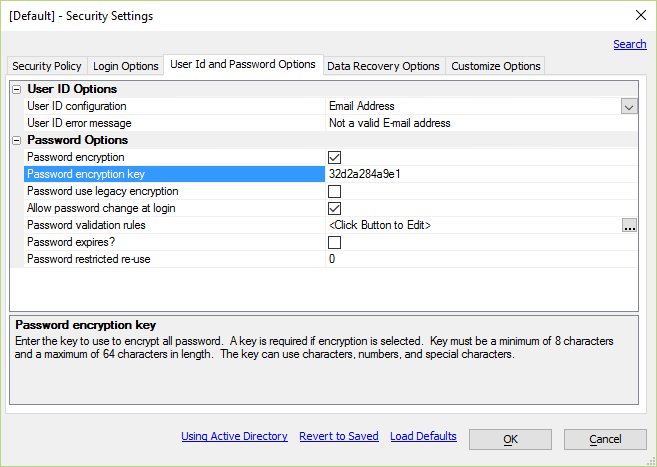 [Default] - Security Settings
Search
Security Policy Login Options User Id and Password Options Data Recovery Options Customize Options
User ID Options
User ID configuration Email Address
User ID error message Not a valid E-mail address
Password Options
Password encryption
Password encryption key 32d2a284a9e1
Password use legacy encryption
Allow password change at login
Password validation rules <Click Button to Edit> ...
Password expires?
Password restricted re-use 0
Password encryption key
Enter the key to use to encrypt all password. A key is required if encryption is selected. Key must be a minimum of 8 characters
and a maximum of 64 characters in length. The key can use characters, numbers, and special characters.
Using Active Directory Revert to Saved Load Defaults OK Cancel